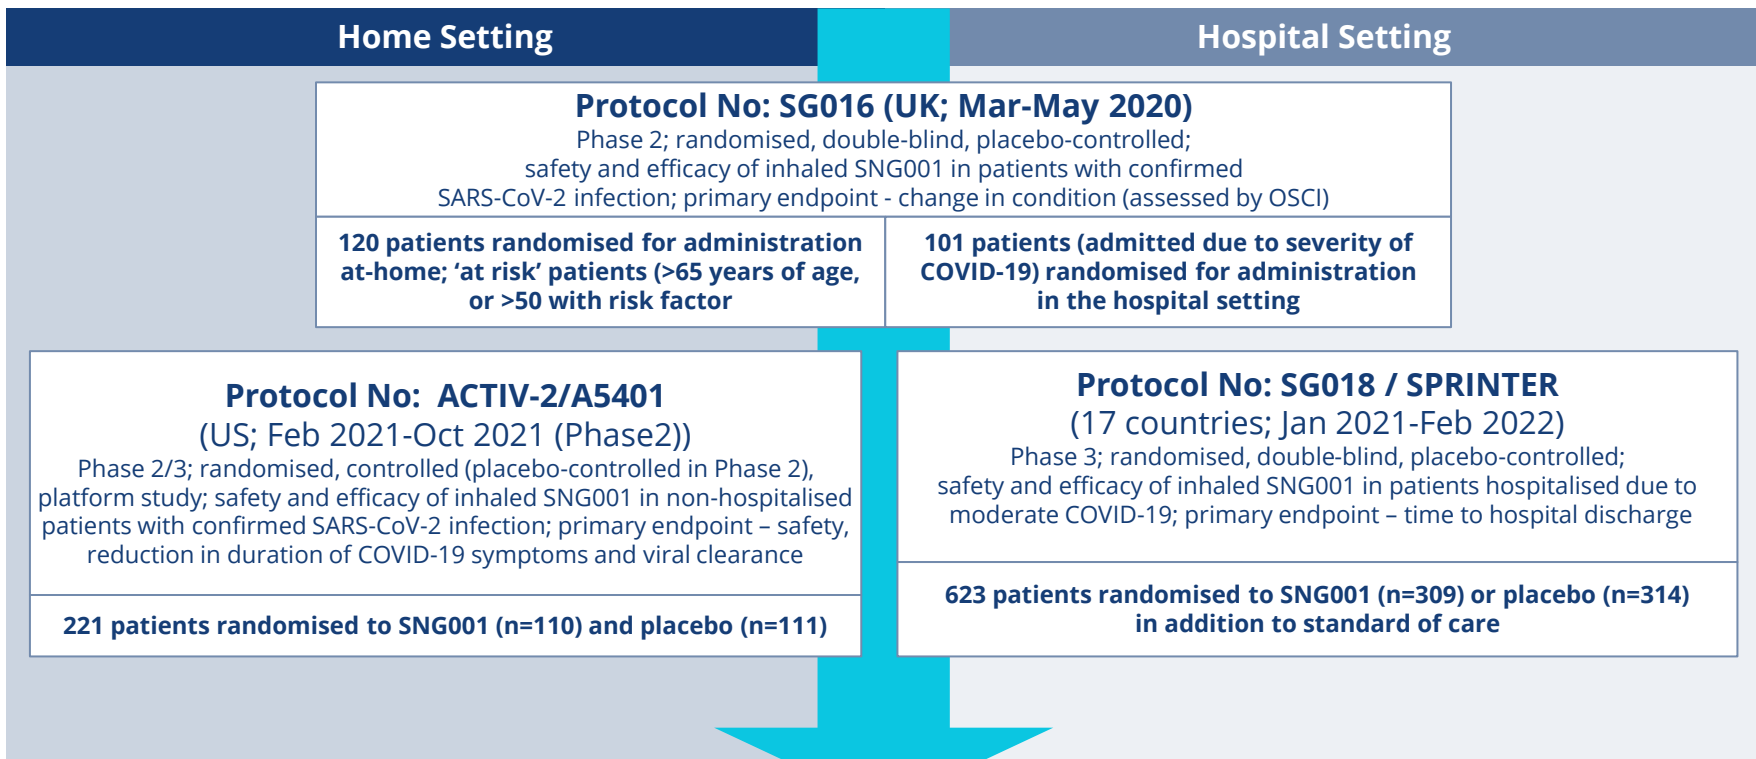 Home Setting
Hospital Setting
Protocol No: SG016 (UK; Mar-May 2020)
Phase 2; randomised, double-blind, placebo-controlled;
safety and efficacy of inhaled SNG001 in patients with confirmed
SARS-CoV-2 infection; primary endpoint - change in condition (assessed by OSCI)
120 patients randomised for administration
at-home; ‘at risk’ patients (>65 years of age,
or >50 with risk factor
101 patients (admitted due to severity of
COVID-19) randomised for administration
in the hospital setting
Protocol No: ACTIV-2/A5401
(US; Feb 2021-Oct 2021 (Phase2))
Phase 2/3; randomised, controlled (placebo-controlled in Phase 2),
platform study; safety and efficacy of inhaled SNG001 in non-hospitalised
patients with confirmed SARS-CoV-2 infection; primary endpoint – safety,
reduction in duration of COVID-19 symptoms and viral clearance
221 patients randomised to SNG001 (n=110) and placebo (n=111)
Protocol No: SG018 / SPRINTER
(17 countries; Jan 2021-Feb 2022)
Phase 3; randomised, double-blind, placebo-controlled;
safety and efficacy of inhaled SNG001 in patients hospitalised due to
moderate COVID-19; primary endpoint – time to hospital discharge
623 patients randomised to SNG001 (n=309) or placebo (n=314)
in addition to standard of care